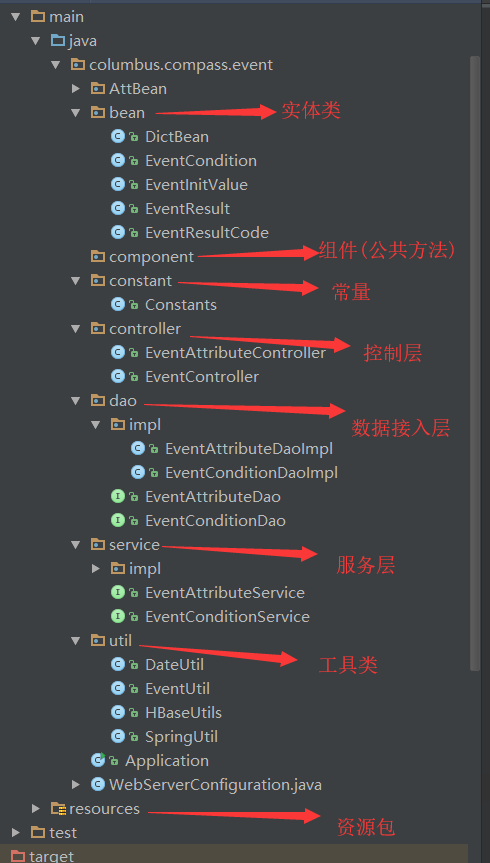 main
java
columbus.compass.event
AttBean
bean 实体类
DictBean
EventCondition
EventInitValue
EventResult
EventResultCode
component 组件(公共方法)
constant 常量
Constants
controller 控制层
EventAttributeController
EventController
dao 数据接入层
impl
EventAttributeDaoImpl
EventConditionDaoImpl
EventAttributeDao
EventConditionDao
service 服务层
impl
EventAttributeService
EventConditionService
util 工具类
DateUtil
EventUtil
HBaseUtils
SpringUtil
Application
WebServerConfiguration.java
resources 资源包
test
target